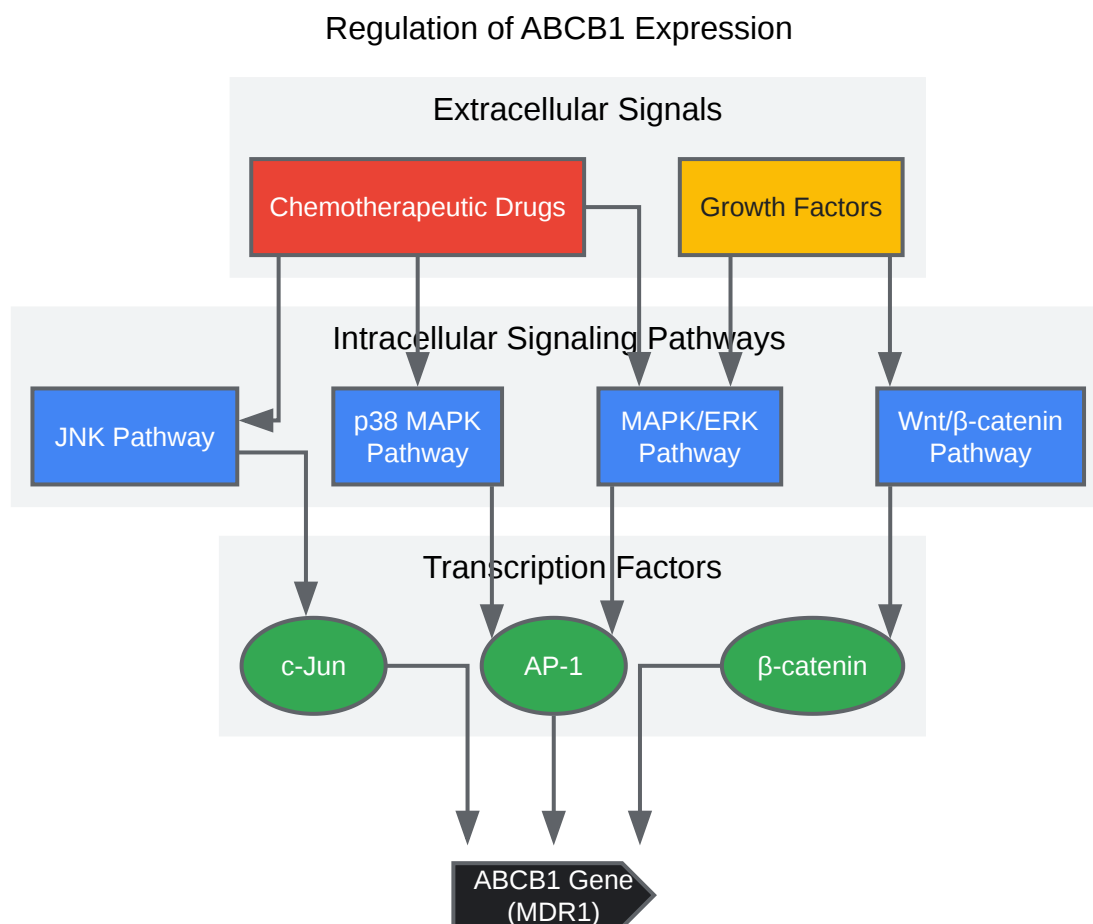 Regulation of ABCB1 Expression
Extracellular Signals
Chemotherapeutic Drugs
Growth Factors
Intracellular Signaling Pathways
JNK Pathway
p38 MAPK
Pathway
MAPK/ERK
Pathway
Wnt/β-catenin
Pathway
Transcription Factors
c-Jun
AP-1
β-catenin
ABCB1 Gene
(MDR1)